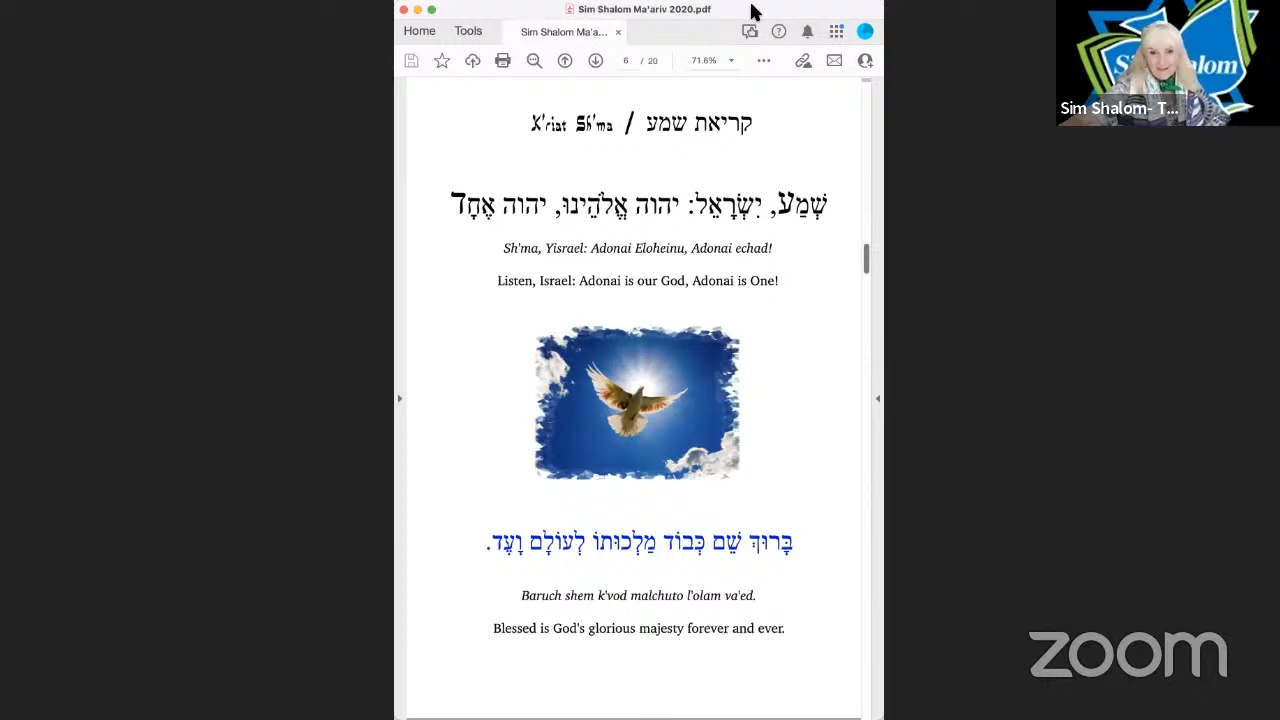 Sim Shalom Ma'ariv 2020.pdf
Home Tools Sim Shalom Ma'a... ×
6 / 20 71.6%
K'riat Sh'ma / קריאת שמע
שְׁמַע, יִשְׂרָאֵל: יהוה אֱלֹהֵינוּ, יהוה אֶחָד
Sh'ma, Yisrael: Adonai Eloheinu, Adonai echad!
Listen, Israel: Adonai is our God, Adonai is One!
בָּרוּךְ שֵׁם כְּבוֹד מַלְכוּתוֹ לְעוֹלָם וָעֶד.
Baruch shem k'vod malchuto l'olam va'ed.
Blessed is God's glorious majesty forever and ever.
Sim Shalom- T...
zoom